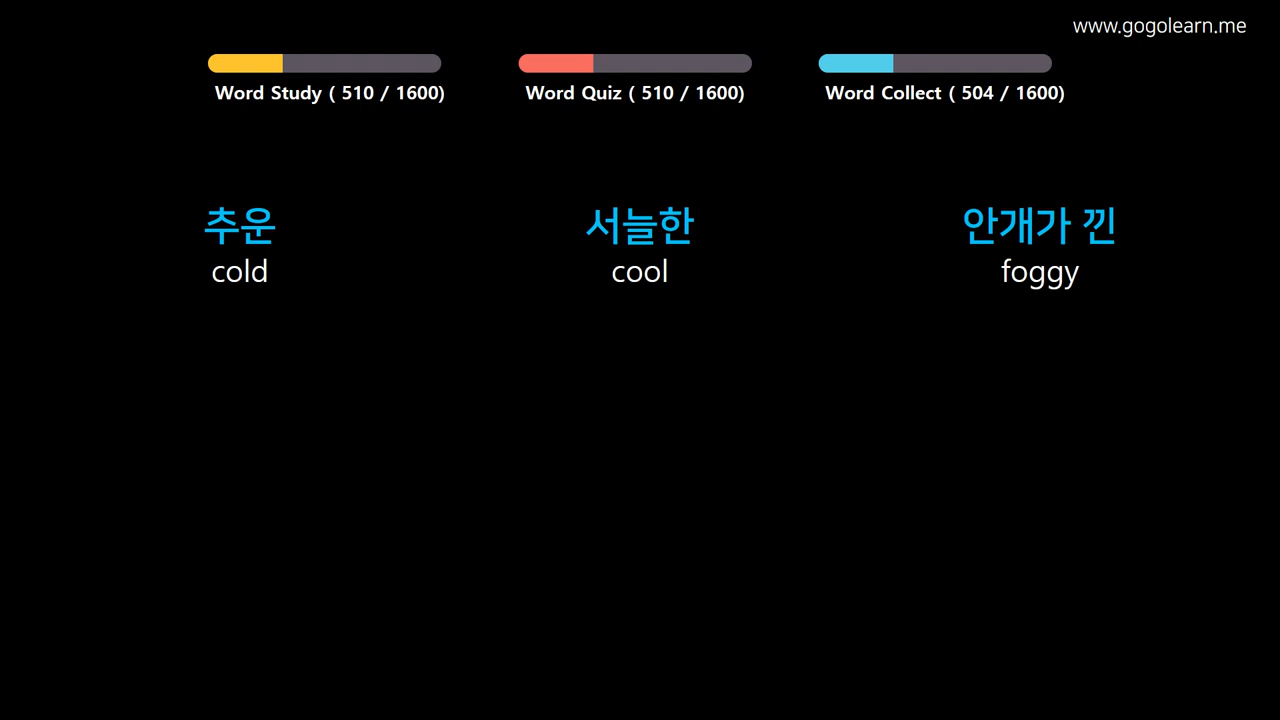 www.gogolearn.me
Word Study ( 510 / 1600)
Word Quiz ( 510 / 1600)
Word Collect ( 504 / 1600)
추운
cold
서늘한
cool
안개가 낀
foggy